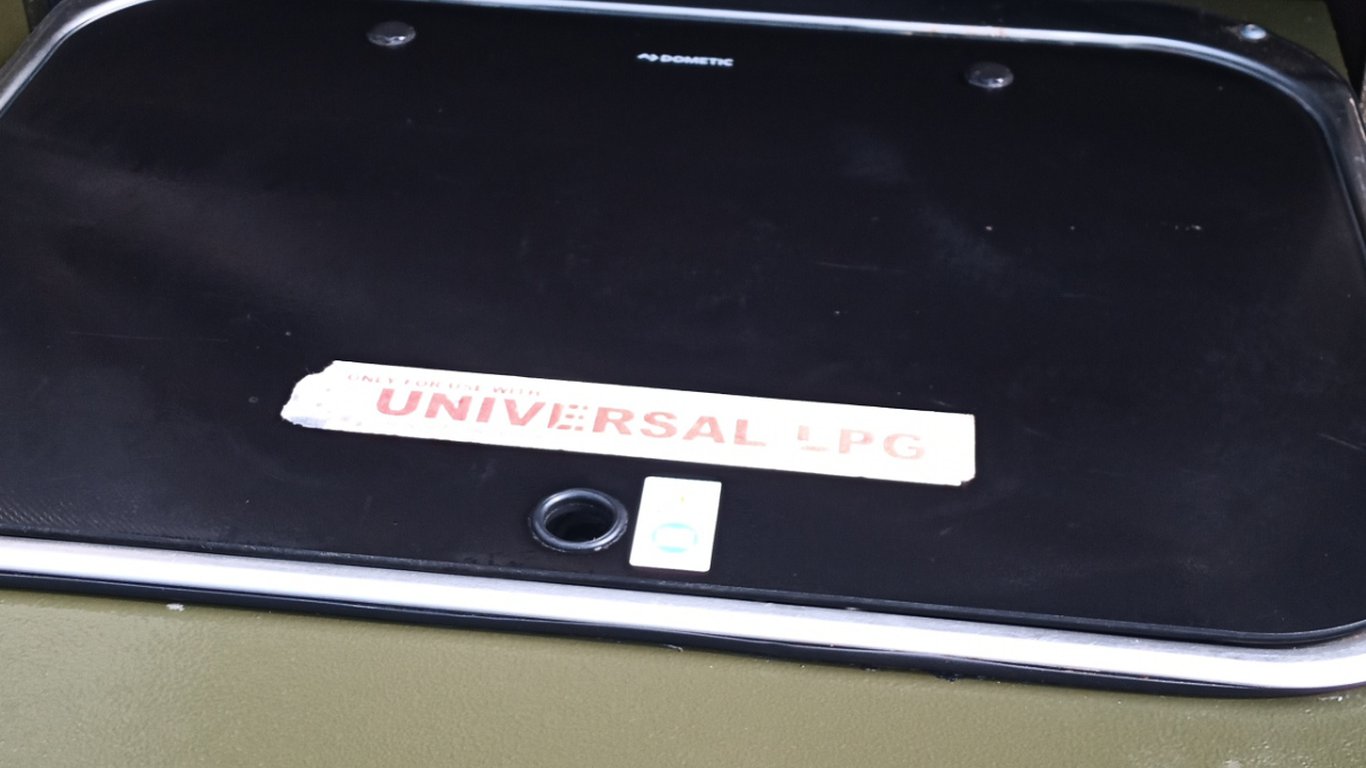 DOMETIC
ONLY FOR USE WITH
UNIVERSAL LPG